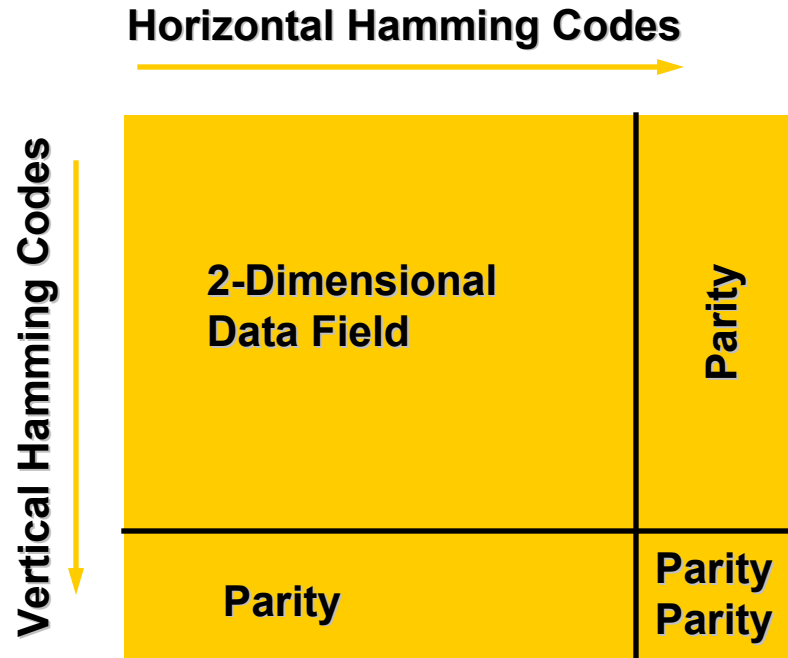 Horizontal Hamming Codes
Vertical Hamming Codes
2-Dimensional
Data Field
Parity
Parity
Parity
Parity